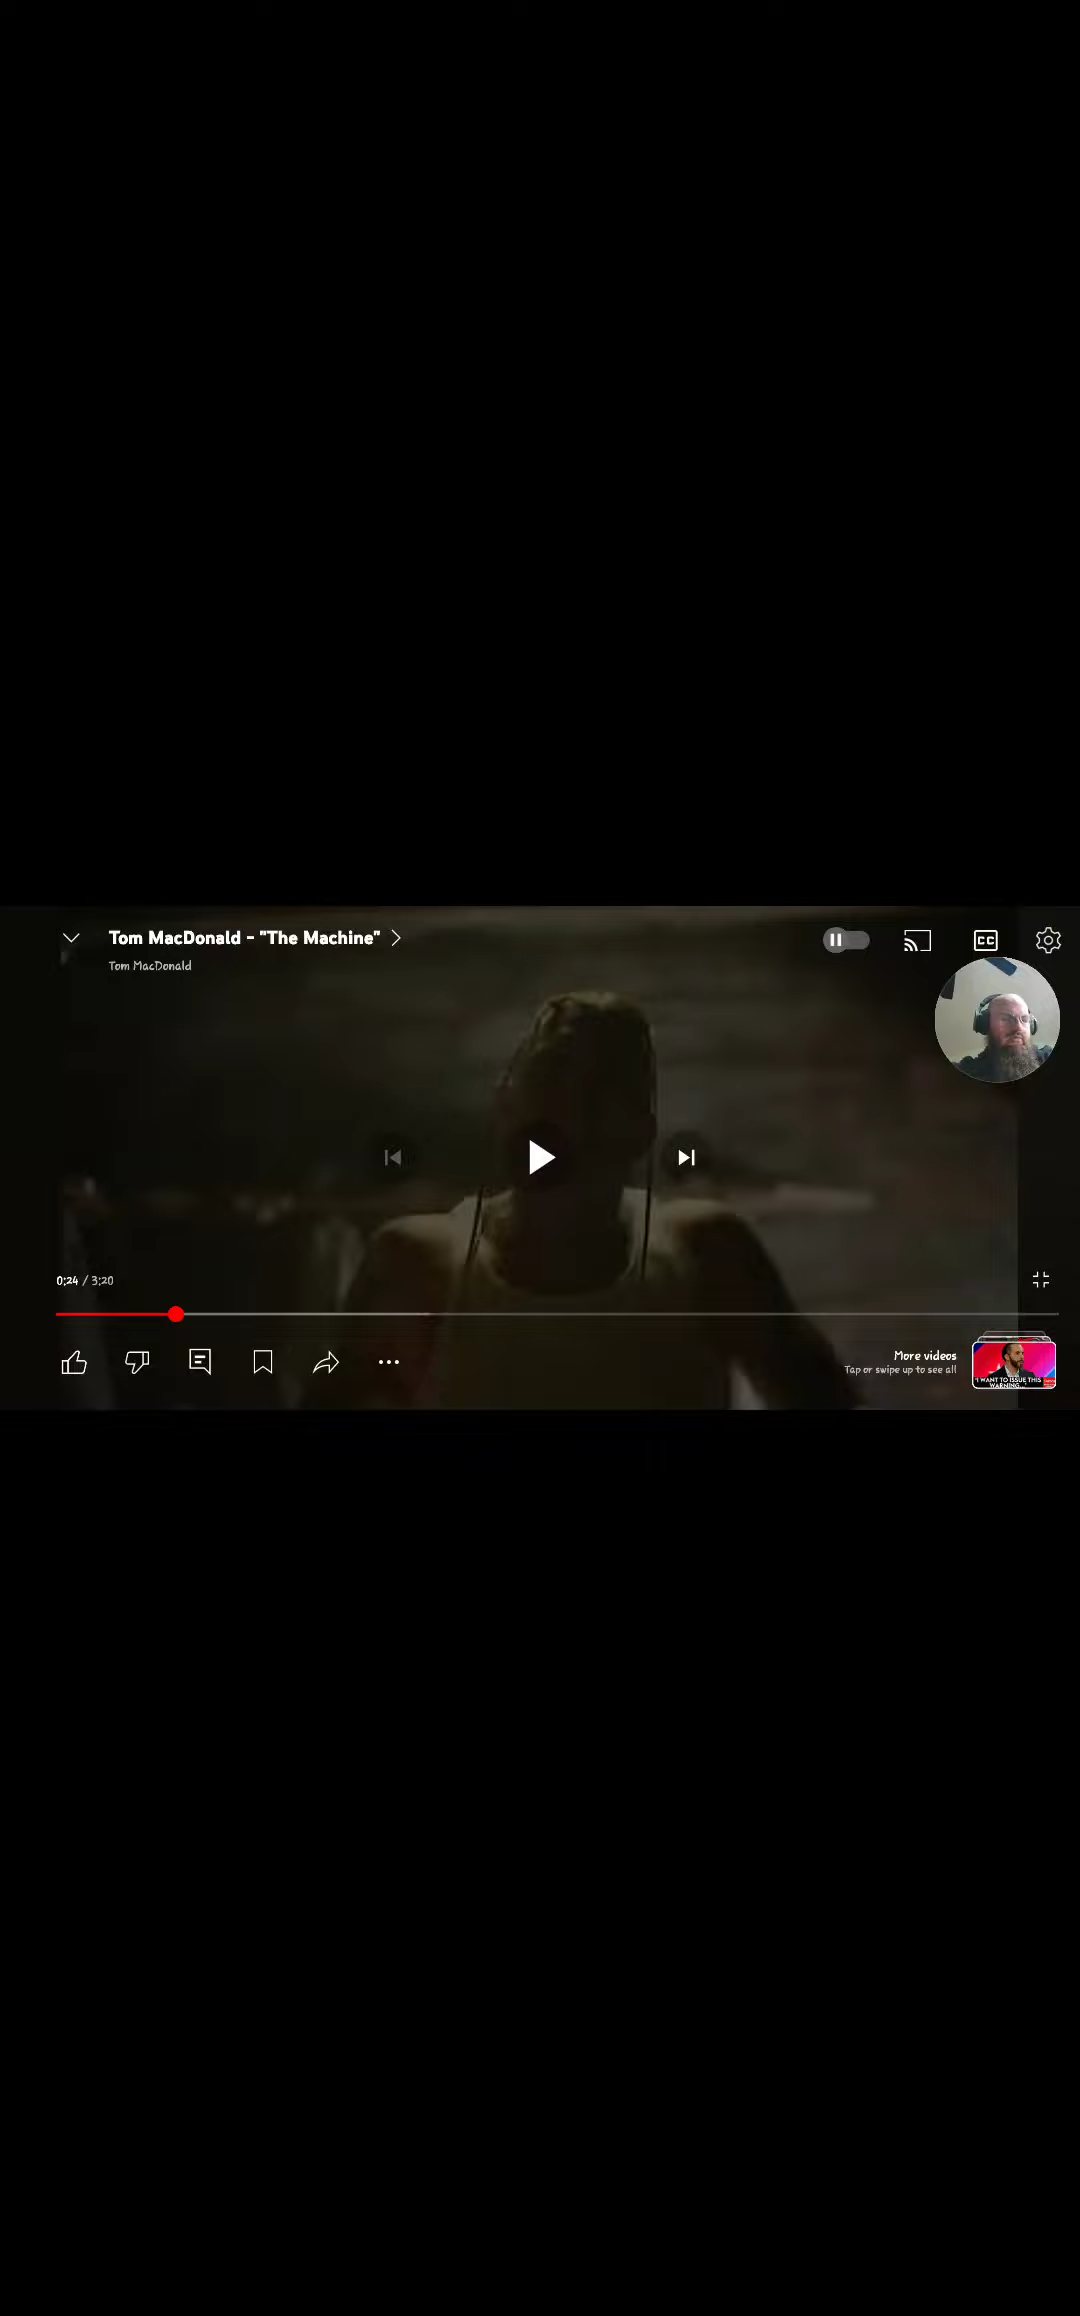 Tom MacDonald - "The Machine"
Tom MacDonald
CC
0:24 / 3:20
More videos
Tap or swipe up to see all
"I WANT TO ISSUE THIS
WARNING..."